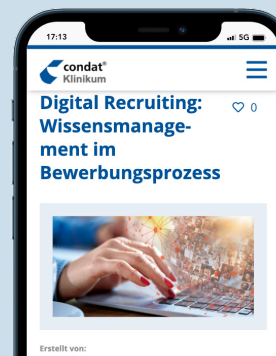 17:13
5G
condat®
Klinikum
Digital Recruiting:
0
Wissensmanage-
ment im
Bewerbungsprozess
Erstellt von: